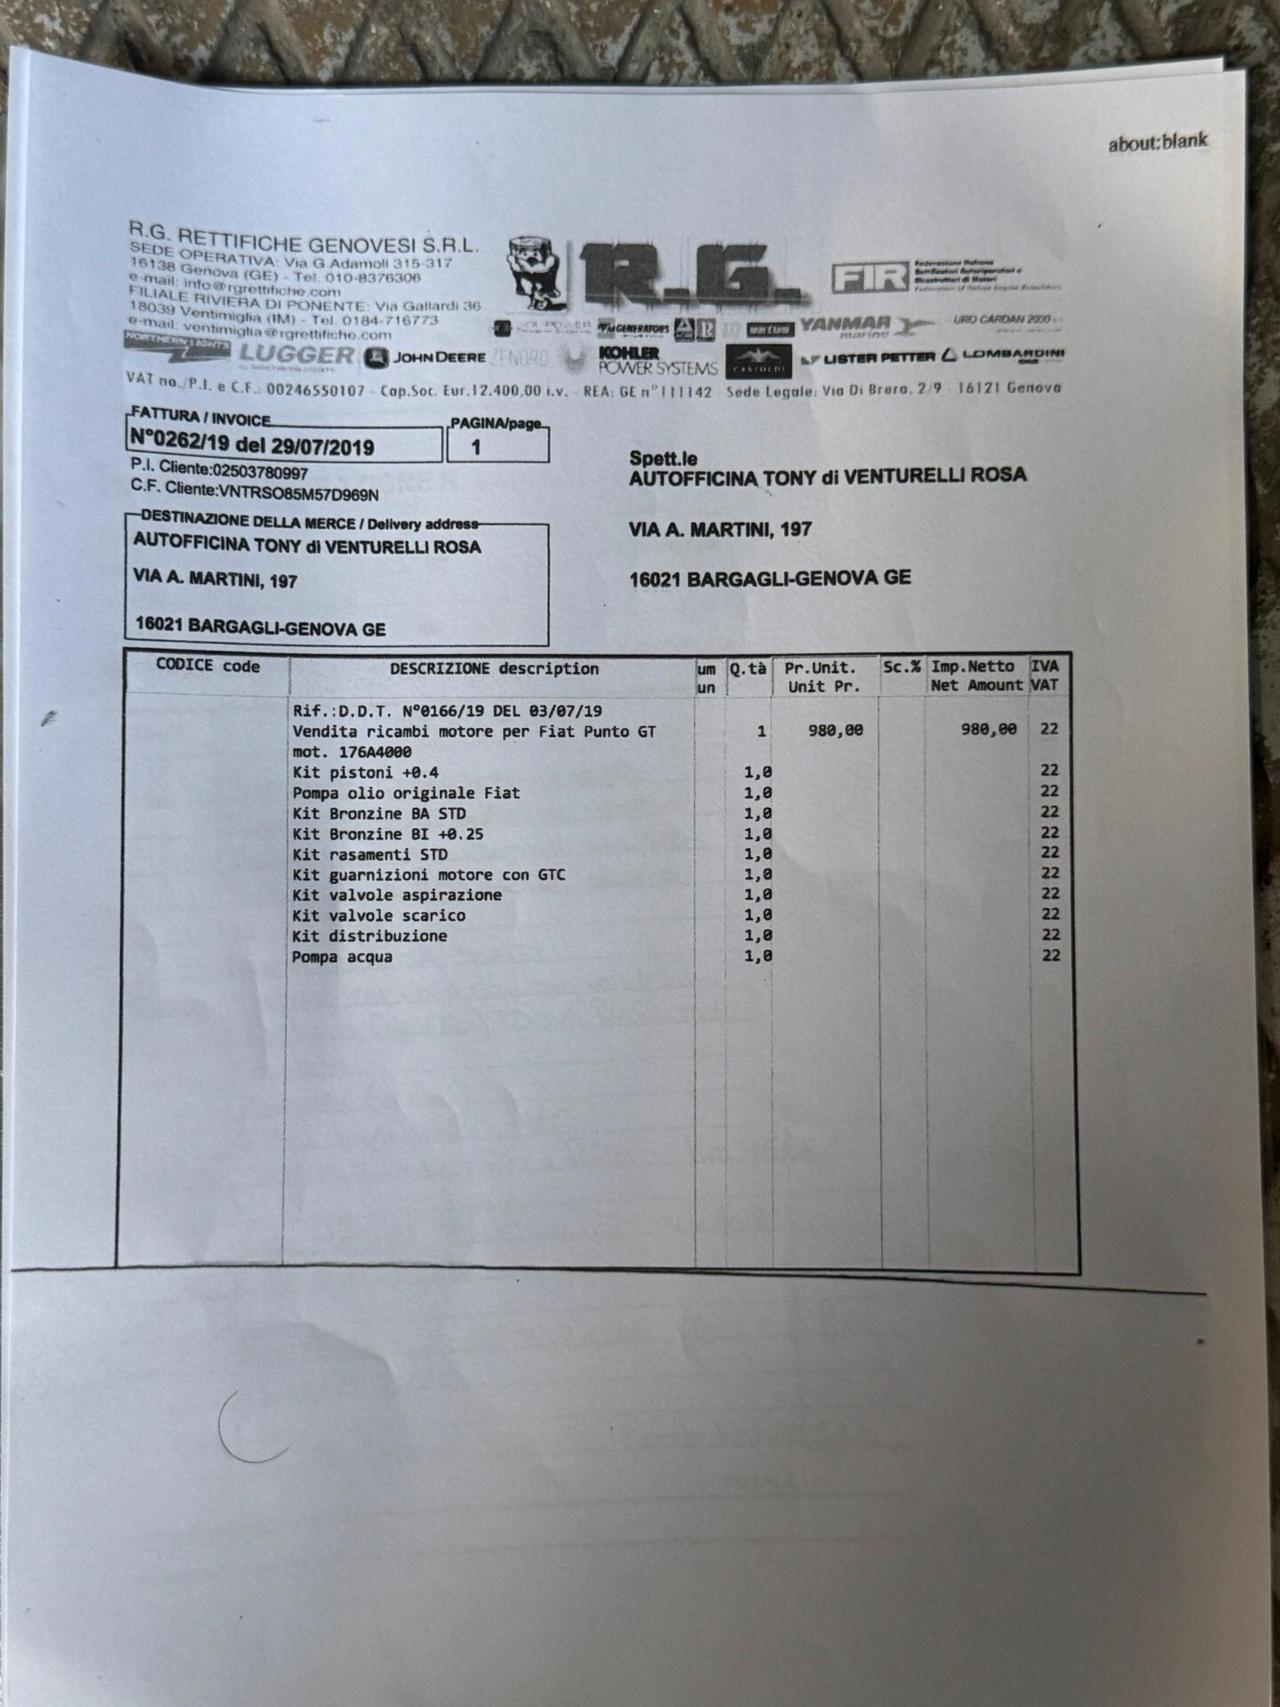 about:blank
R.G. RETTIFICHE GENOVESI S.R.L.
SEDE OPERATIVA: Via G.Adamoli 315-317
16138 Genova (GE) - Tel. 010-8376306
e-mail: info@rgrettifiche.com
FILIALE RIVIERA DI PONENTE: Via Gallardi 36
18039 Ventimiglia (IM) - Tel. 0184-716773
e-mail: ventimiglia@rgrettifiche.com
R.G.
FIR
GENERATORS
YANMAR
marine
URO CARDAN 2000
NORTHERN LIGHTS
LUGGER
JOHN DEERE
KOHLER
POWER SYSTEMS
CASTOLDI
LISTER PETTER
LOMBARDINI
VAT no./P.I. e C.F.: 00246550107 - Cap.Soc. Eur.12.400,00 i.v. - REA: GE n°111142 - Sede Legale: Via Di Brera, 2/9 - 16121 Genova
FATTURA / INVOICE
N°0262/19 del 29/07/2019
PAGINA/page
1
P.I. Cliente:02503780997
C.F. Cliente:VNTRSO85M57D969N
Spett.le
AUTOFFICINA TONY di VENTURELLI ROSA
VIA A. MARTINI, 197
16021 BARGAGLI-GENOVA GE
DESTINAZIONE DELLA MERCE / Delivery address
AUTOFFICINA TONY di VENTURELLI ROSA
VIA A. MARTINI, 197
16021 BARGAGLI-GENOVA GE
CODICE code DESCRIZIONE description um Q.tà Pr.Unit. Sc.% Imp.Netto IVA
un Unit Pr. Net Amount VAT
Rif.:D.D.T. N°0166/19 DEL 03/07/19
Vendita ricambi motore per Fiat Punto GT 1 980,00 980,00 22
mot. 176A4000
Kit pistoni +0.4 1,0 22
Pompa olio originale Fiat 1,0 22
Kit Bronzine BA STD 1,0 22
Kit Bronzine BI +0.25 1,0 22
Kit rasamenti STD 1,0 22
Kit guarnizioni motore con GTC 1,0 22
Kit valvole aspirazione 1,0 22
Kit valvole scarico 1,0 22
Kit distribuzione 1,0 22
Pompa acqua 1,0 22